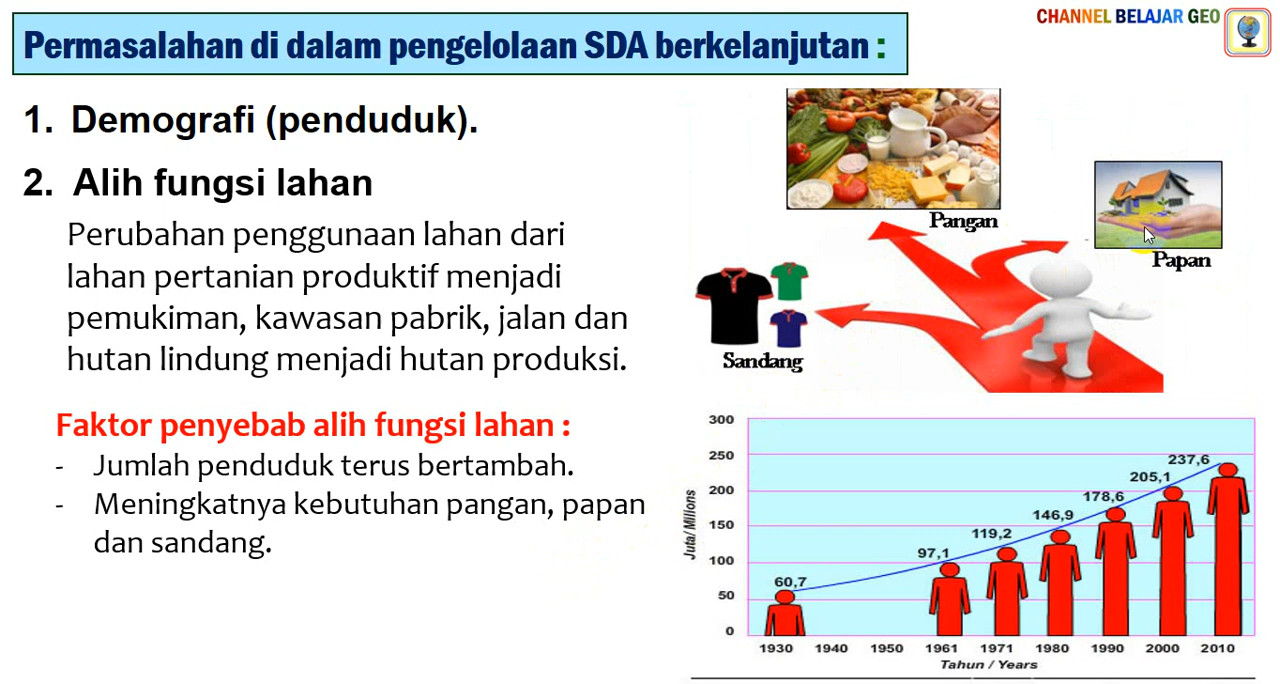 CHANNEL BELAJAR GEO
Permasalahan di dalam pengelolaan SDA berkelanjutan :
1. Demografi (penduduk).
2. Alih fungsi lahan
Perubahan penggunaan lahan dari
lahan pertanian produktif menjadi
pemukiman, kawasan pabrik, jalan dan
hutan lindung menjadi hutan produksi.
Faktor penyebab alih fungsi lahan :
- Jumlah penduduk terus bertambah.
- Meningkatnya kebutuhan pangan, papan
dan sandang.
Pangan
Papan
Sandang
300
250
200
150
100
50
0
Juta/Milions
60,7
97,1
119,2
146,9
178,6
205,1
237,6
1930 1940 1950 1961 1971 1980 1990 2000 2010
Tahun / Years